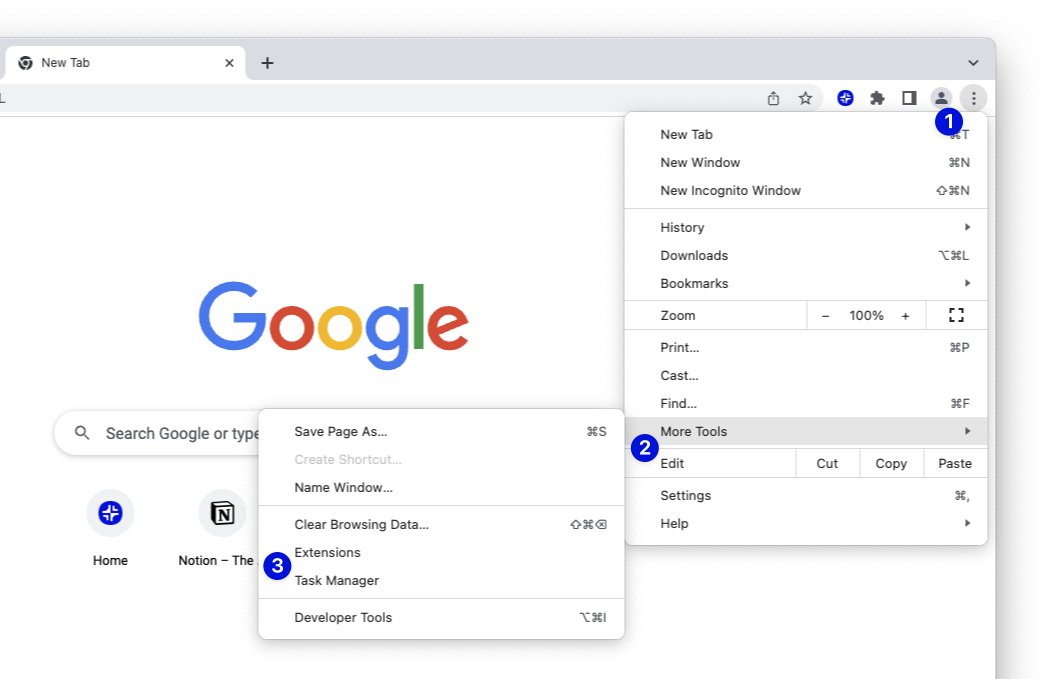 New Tab
L
1
New Tab ⌘T
New Window ⌘N
New Incognito Window ⇧⌘N
History
Downloads ⌥⌘L
Bookmarks
Zoom − 100% +
Print... ⌘P
Cast...
Find... ⌘F
More Tools
2
Edit Cut Copy Paste
Settings ⌘,
Help
Google
Search Google or type
Home
Notion – The
Save Page As... ⌘S
Create Shortcut...
Name Window...
Clear Browsing Data... ⇧⌘⌫
Extensions
3
Task Manager
Developer Tools ⌥⌘I